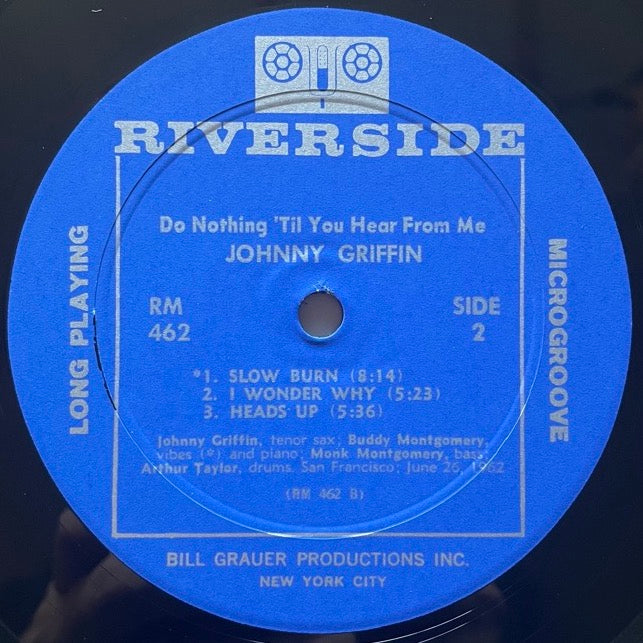 RIVERSIDE
Do Nothing 'Til You Hear From Me
JOHNNY GRIFFIN
RM
462
SIDE
2
LONG PLAYING
MICROGROOVE
*1. SLOW BURN (8:14)
2. I WONDER WHY (5:23)
3. HEADS UP (5:36)
Johnny Griffin, tenor sax; Buddy Montgomery,
vibes (*) and piano; Monk Montgomery, bass;
Arthur Taylor, drums. San Francisco; June 26, 1962
(RM 462 B)
BILL GRAUER PRODUCTIONS INC.
NEW YORK CITY